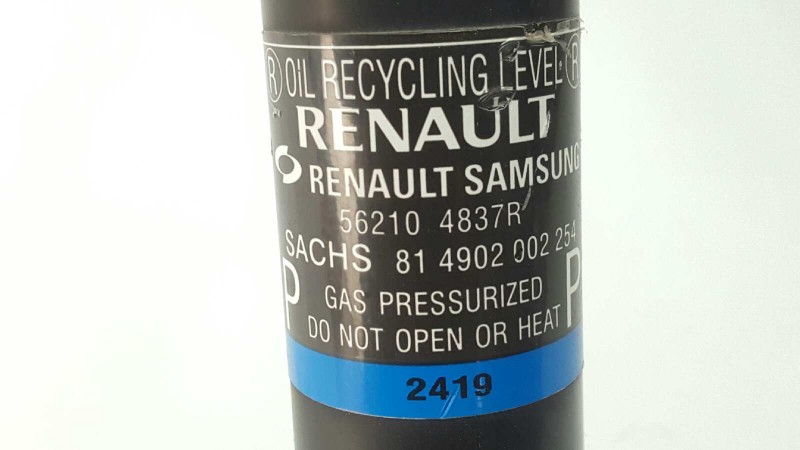 ® OiL RECYCLING LEVEL ®
RENAULT
RENAULT SAMSUNG
56210 4837R
SACHS 81 4902 002 254
P GAS PRESSURIZED P
DO NOT OPEN OR HEAT
2419